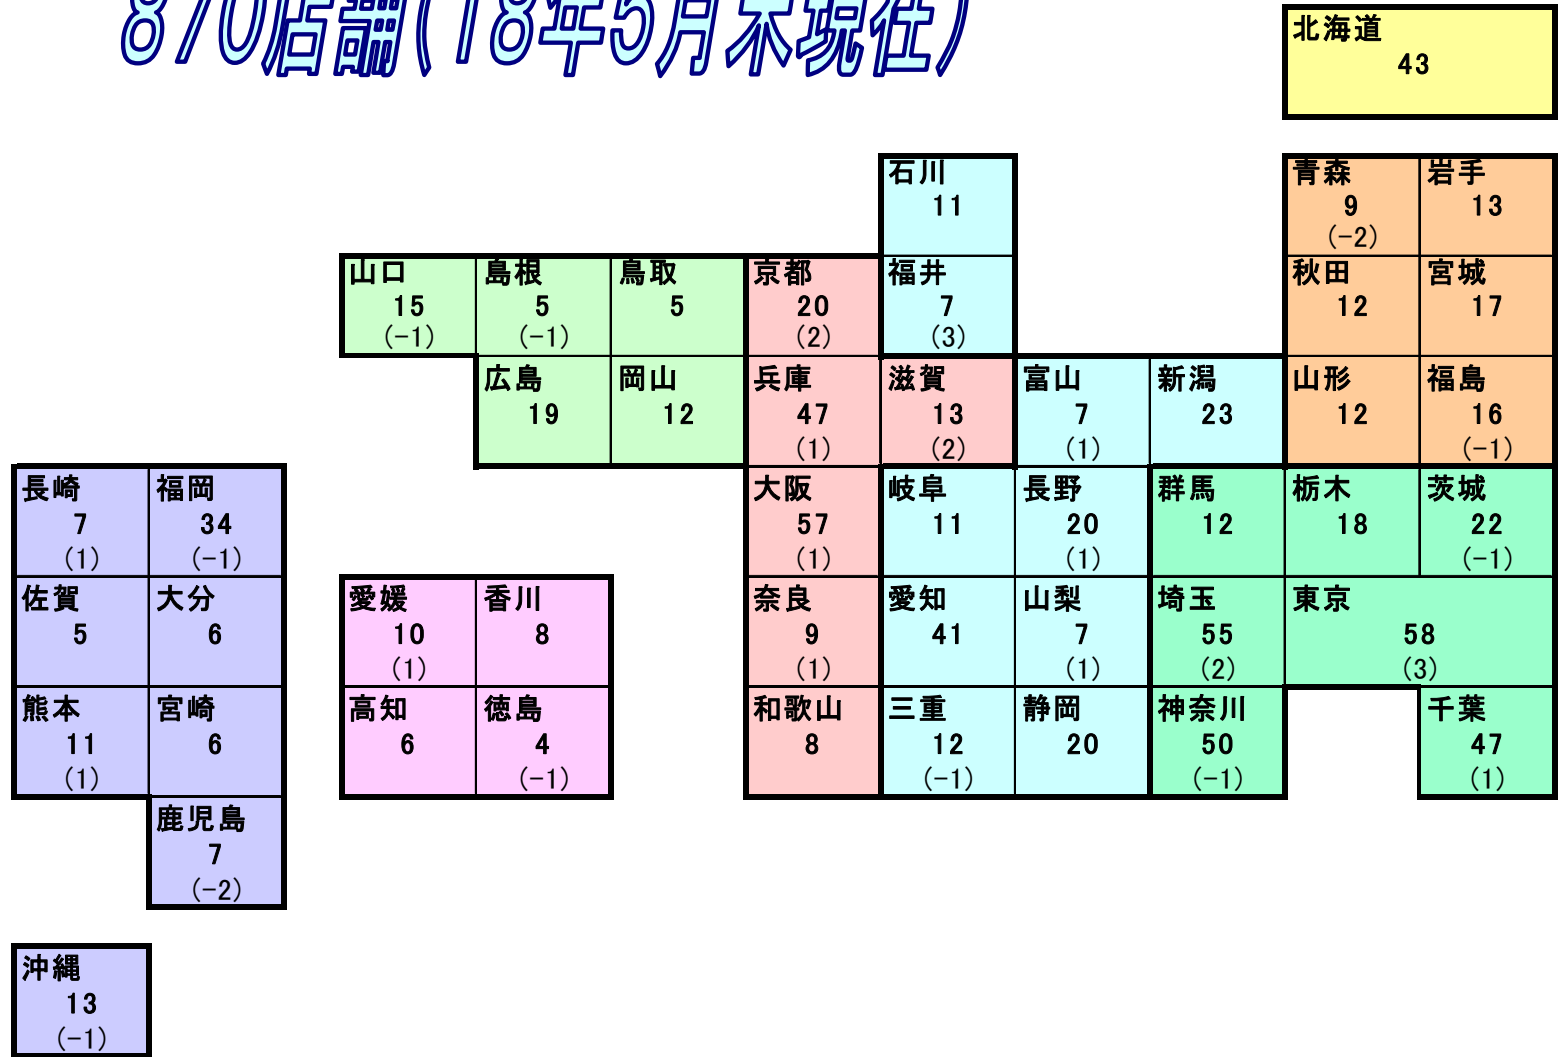 870店舗(18年5月末現在)
北海道
43
石川
11
青森
9
(-2)
岩手
13
山口
15
(-1)
島根
5
(-1)
鳥取
5
京都
20
(2)
福井
7
(3)
秋田
12
宮城
17
広島
19
岡山
12
兵庫
47
(1)
滋賀
13
(2)
富山
7
(1)
新潟
23
山形
12
福島
16
(-1)
長崎
7
(1)
福岡
34
(-1)
大阪
57
(1)
岐阜
11
長野
20
(1)
群馬
12
栃木
18
茨城
22
(-1)
佐賀
5
大分
6
愛媛
10
(1)
香川
8
奈良
9
(1)
愛知
41
山梨
7
(1)
埼玉
55
(2)
東京
58
(3)
熊本
11
(1)
宮崎
6
高知
6
徳島
4
(-1)
和歌山
8
三重
12
(-1)
静岡
20
神奈川
50
(-1)
千葉
47
(1)
鹿児島
7
(-2)
沖縄
13
(-1)